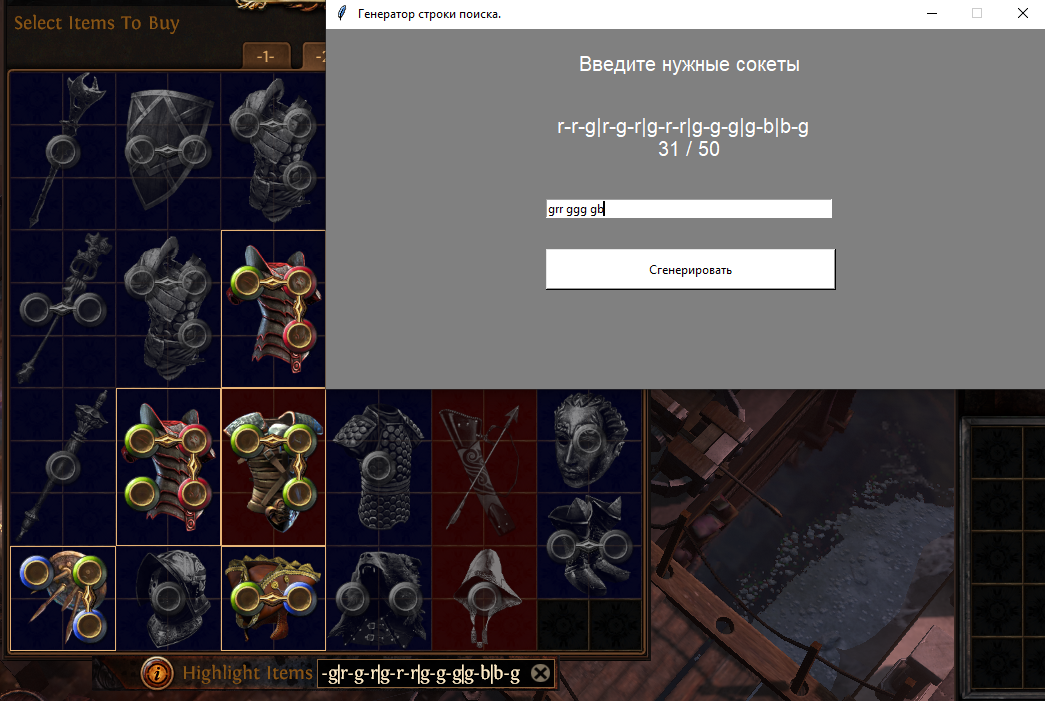 Select Items To Buy
-1-
Генератор строки поиска.
Введите нужные сокеты
r-r-g|r-g-r|g-r-r|g-g-g|g-b|b-g
31 / 50
grr ggg gb
Сгенерировать
Highlight Items
-g|r-g-r|g-r-r|g-g-g|g-b|b-g